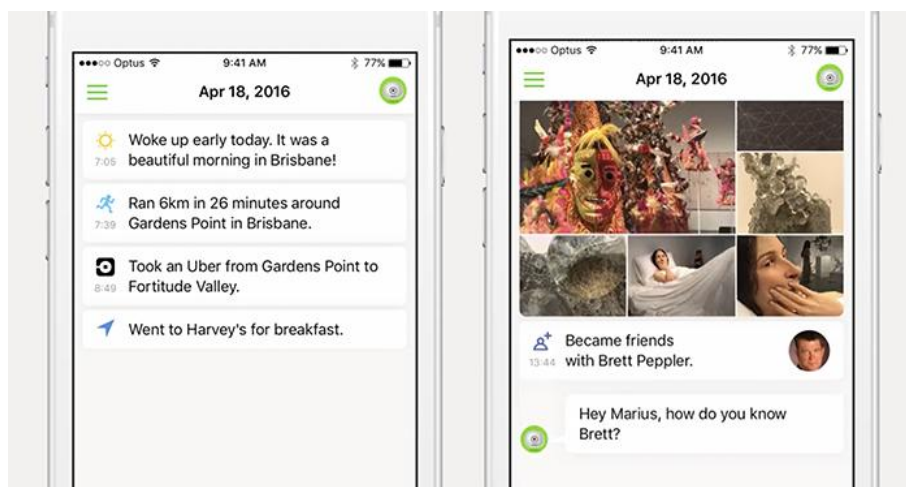 Optus 9:41 AM 77%
Apr 18, 2016
Woke up early today. It was a
7:05 beautiful morning in Brisbane!
Ran 6km in 26 minutes around
7:39 Gardens Point in Brisbane.
Took an Uber from Gardens Point to
8:49 Fortitude Valley.
Went to Harvey's for breakfast.
Optus 9:41 AM 77%
Apr 18, 2016
Became friends
13:44 with Brett Peppler.
Hey Marius, how do you know
Brett?